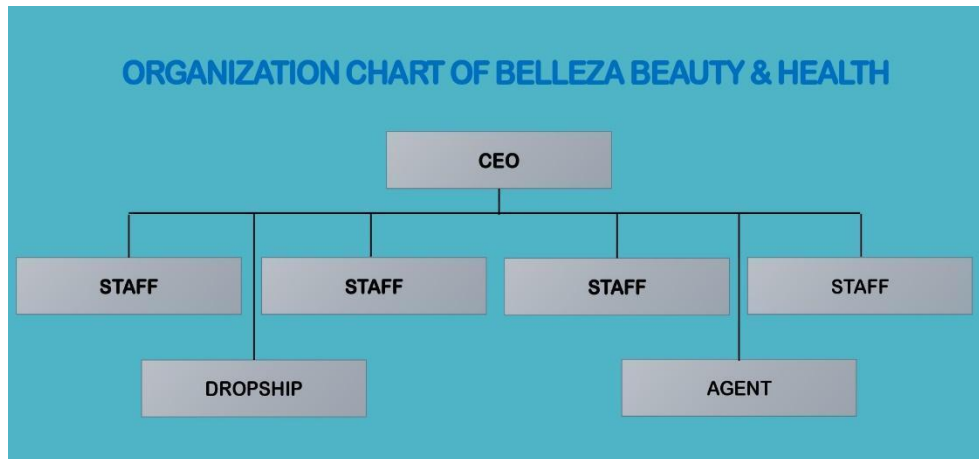 ORGANIZATION CHART OF BELLEZA BEAUTY & HEALTH
CEO
STAFF
STAFF
STAFF
STAFF
DROPSHIP
AGENT